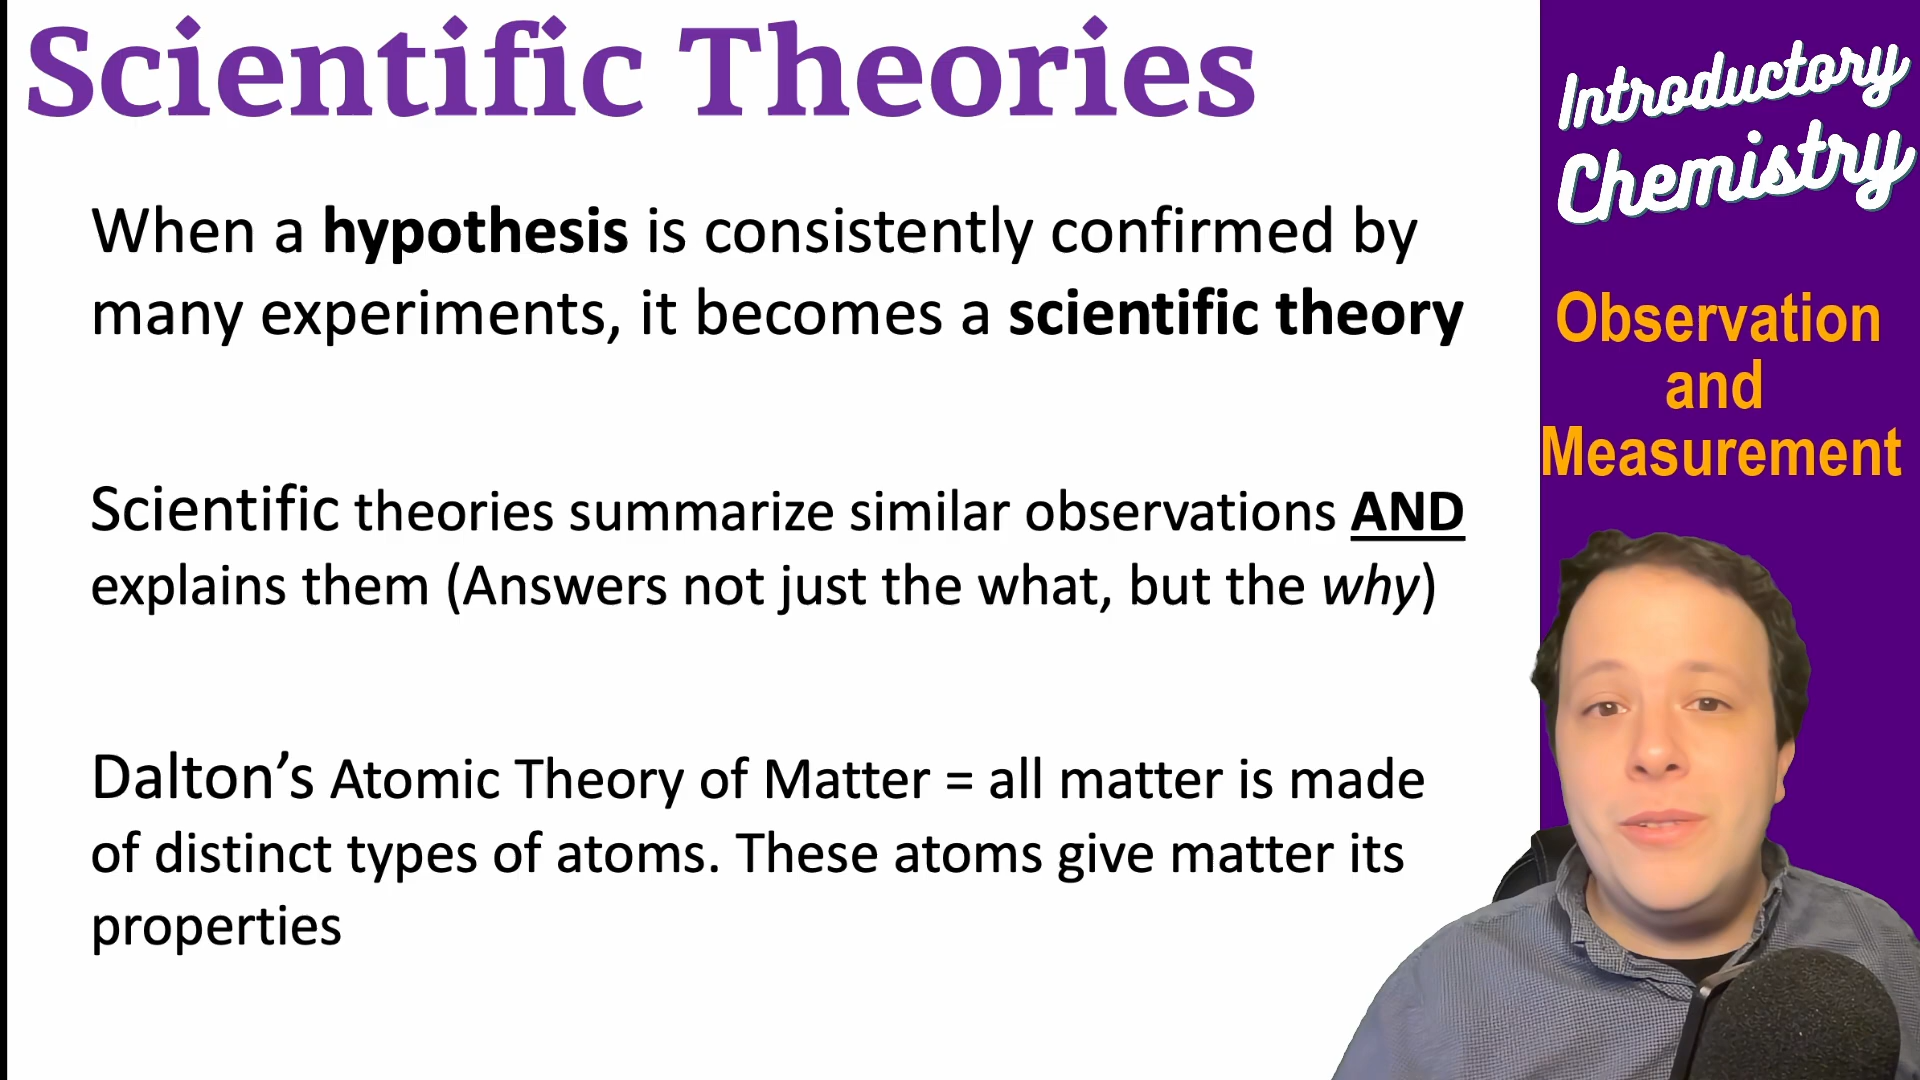 Scientific Theories
When a hypothesis is consistently confirmed by
many experiments, it becomes a scientific theory
Scientific theories summarize similar observations AND
explains them (Answers not just the what, but the why)
Dalton’s Atomic Theory of Matter = all matter is made
of distinct types of atoms. These atoms give matter its
properties
Introductory
Chemistry
Observation
and
Measurement